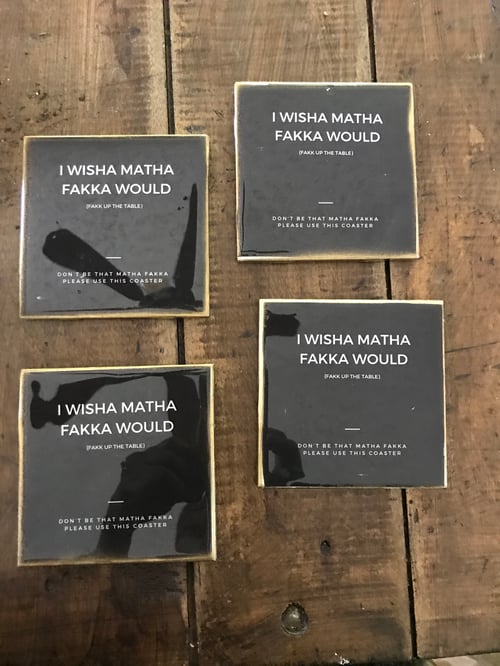 I WISHA MATHA
FAKKA WOULD
(FAKK UP THE TABLE)
DON'T BE THAT MATHA FAKKA
PLEASE USE THIS COASTER
I WISHA MATHA
FAKKA WOULD
(FAKK UP THE TABLE)
DON'T BE THAT MATHA FAKKA
PLEASE USE THIS COASTER
I WISHA MATHA
FAKKA WOULD
(FAKK UP THE TABLE)
DON'T BE THAT MATHA FAKKA
PLEASE USE THIS COASTER
I WISHA MATHA
FAKKA WOULD
(FAKK UP THE TABLE)
DON'T BE THAT MATHA FAKKA
PLEASE USE THIS COASTER